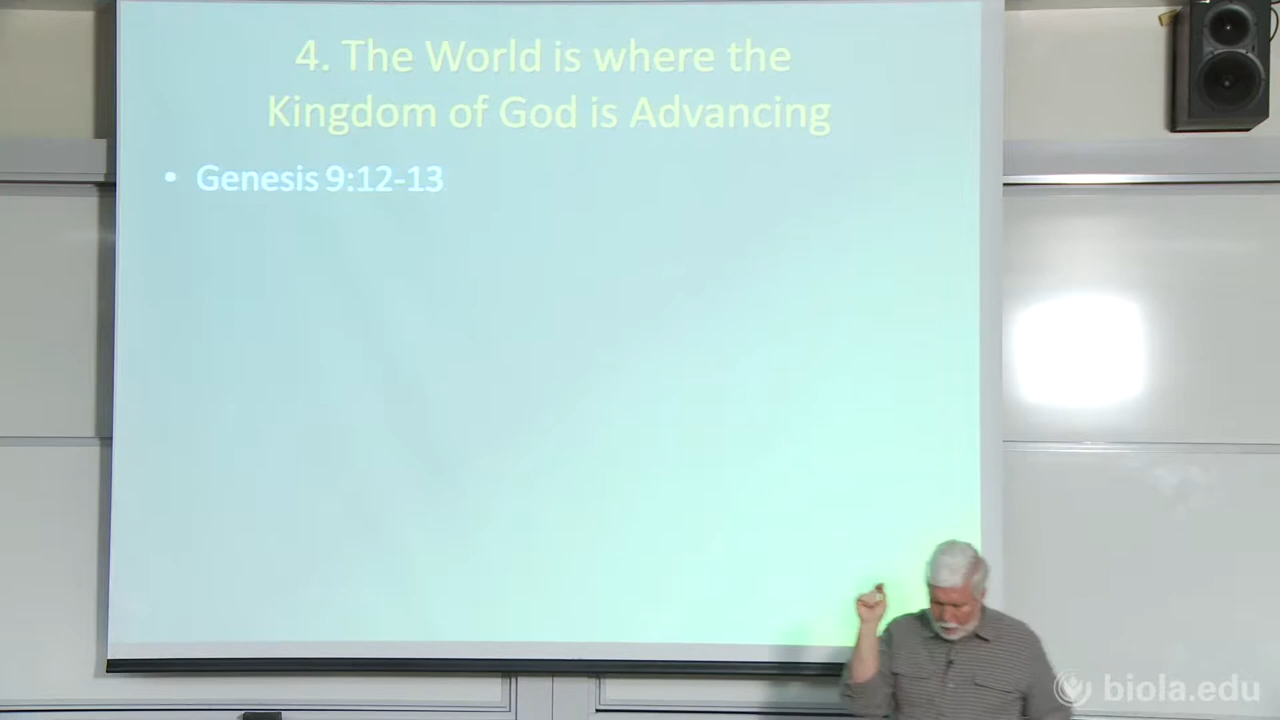 4. The World is where the
Kingdom of God is Advancing
• Genesis 9:12-13
biola.edu